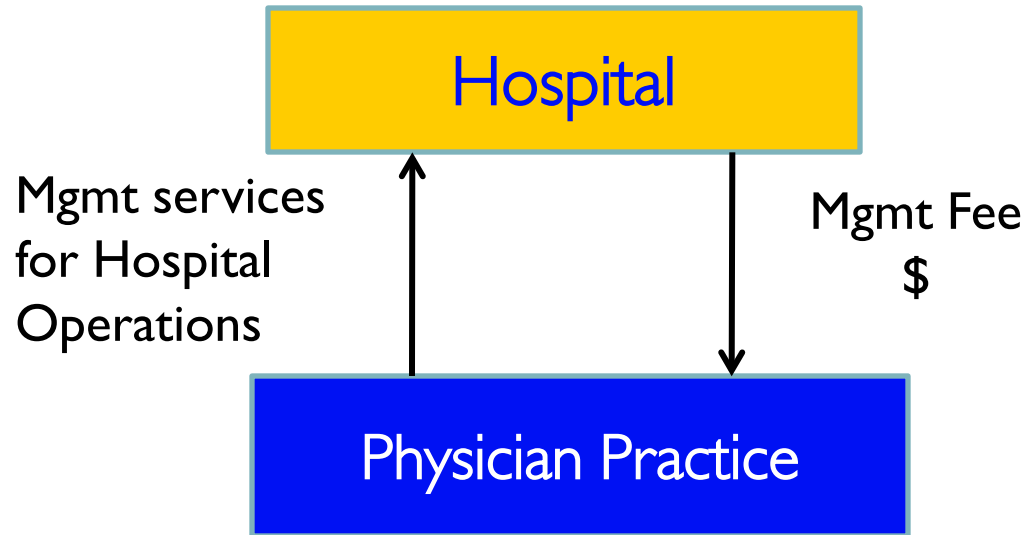 Hospital
Mgmt services
for Hospital
Operations
Mgmt Fee
$
Physician Practice